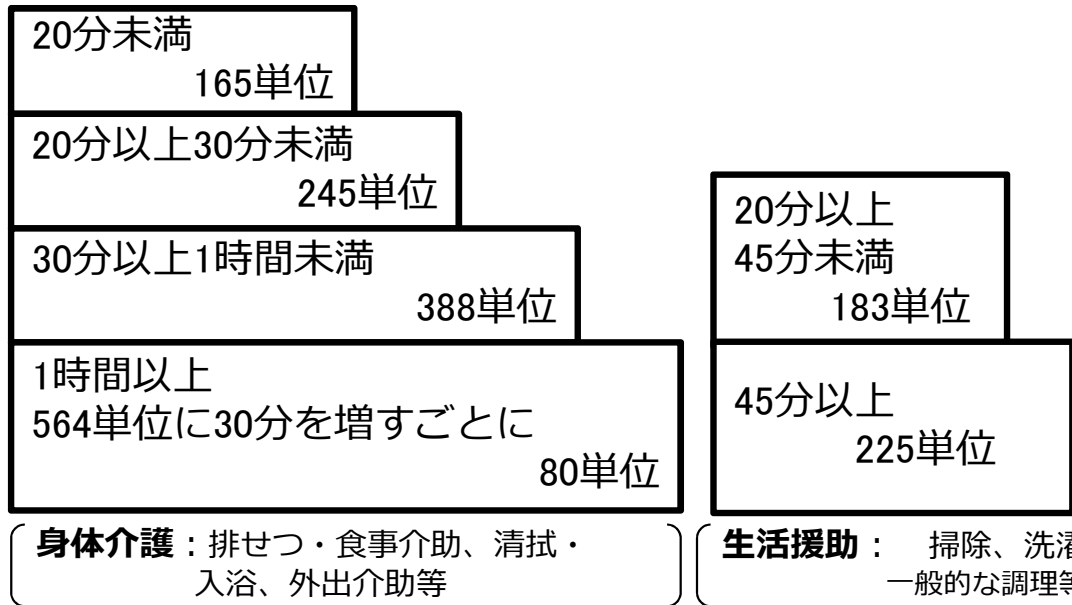 20分未満
165単位
20分以上30分未満
245単位
30分以上1時間未満
388単位
1時間以上
564単位に30分を増すごとに
80単位
身体介護：排せつ・食事介助、清拭・
入浴、外出介助等
20分以上
45分未満
183単位
45分以上
225単位
生活援助： 掃除、洗濯
一般的な調理等